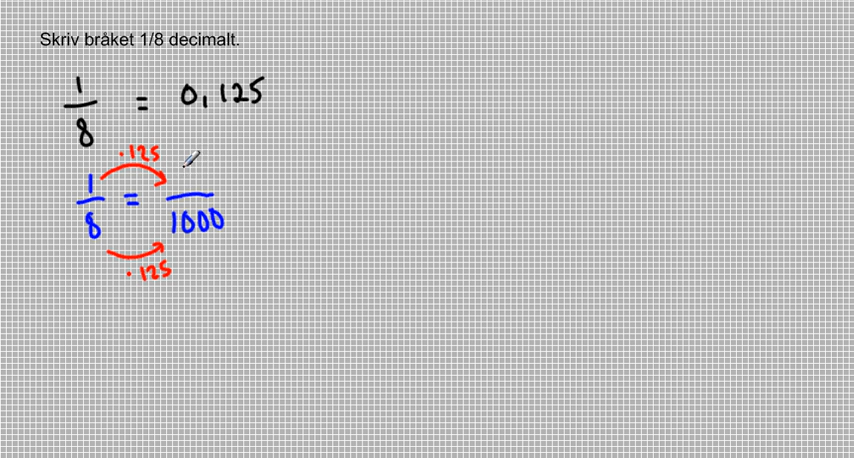 Skriv bråket 1/8 decimalt.
1/8 = 0,125
·125
1/8 = /1000
·125